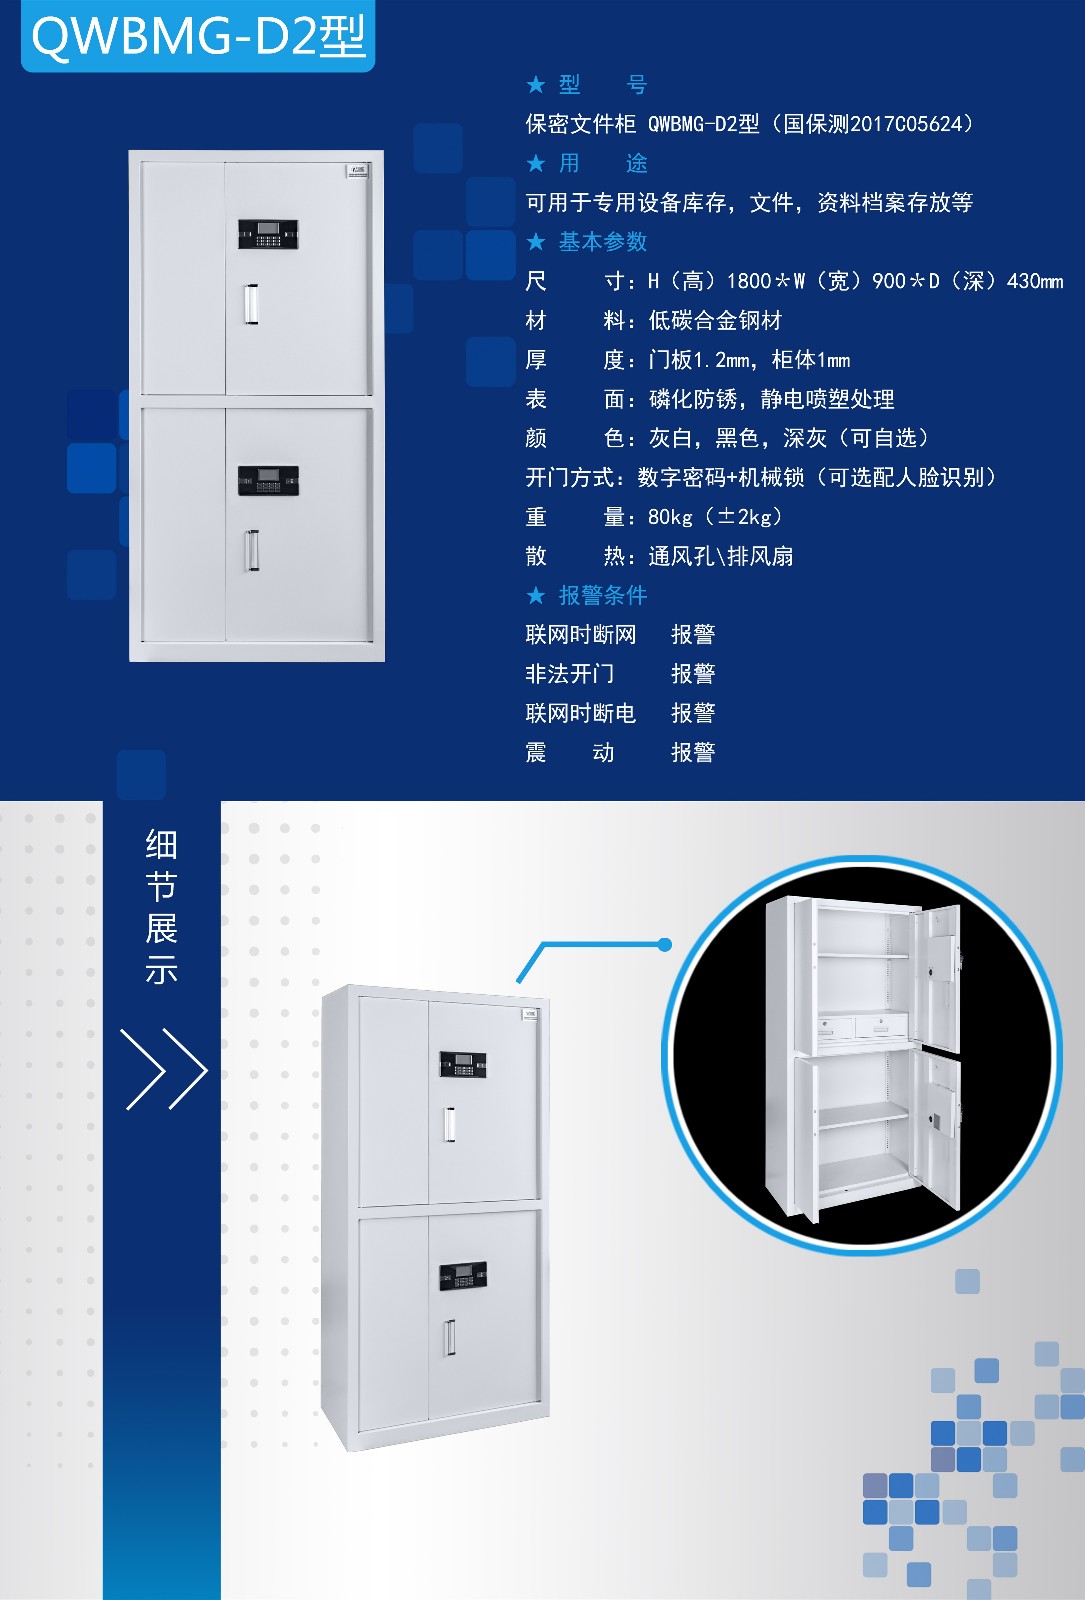 QWBMG-D2型
★ 型 号
保密文件柜 QWBMG-D2型（国保测2017C05624）
★ 用 途
可用于专用设备库存，文件，资料档案存放等
★ 基本参数
尺 寸：H（高）1800＊W（宽）900＊D（深）430mm
材 料：低碳合金钢材
厚 度：门板1.2mm，柜体1mm
表 面：磷化防锈，静电喷塑处理
颜 色：灰白，黑色，深灰（可自选）
开门方式：数字密码+机械锁（可选配人脸识别）
重 量：80kg（±2kg）
散 热：通风孔\排风扇
★ 报警条件
联网时断网 报警
非法开门 报警
联网时断电 报警
震 动 报警
细节展示